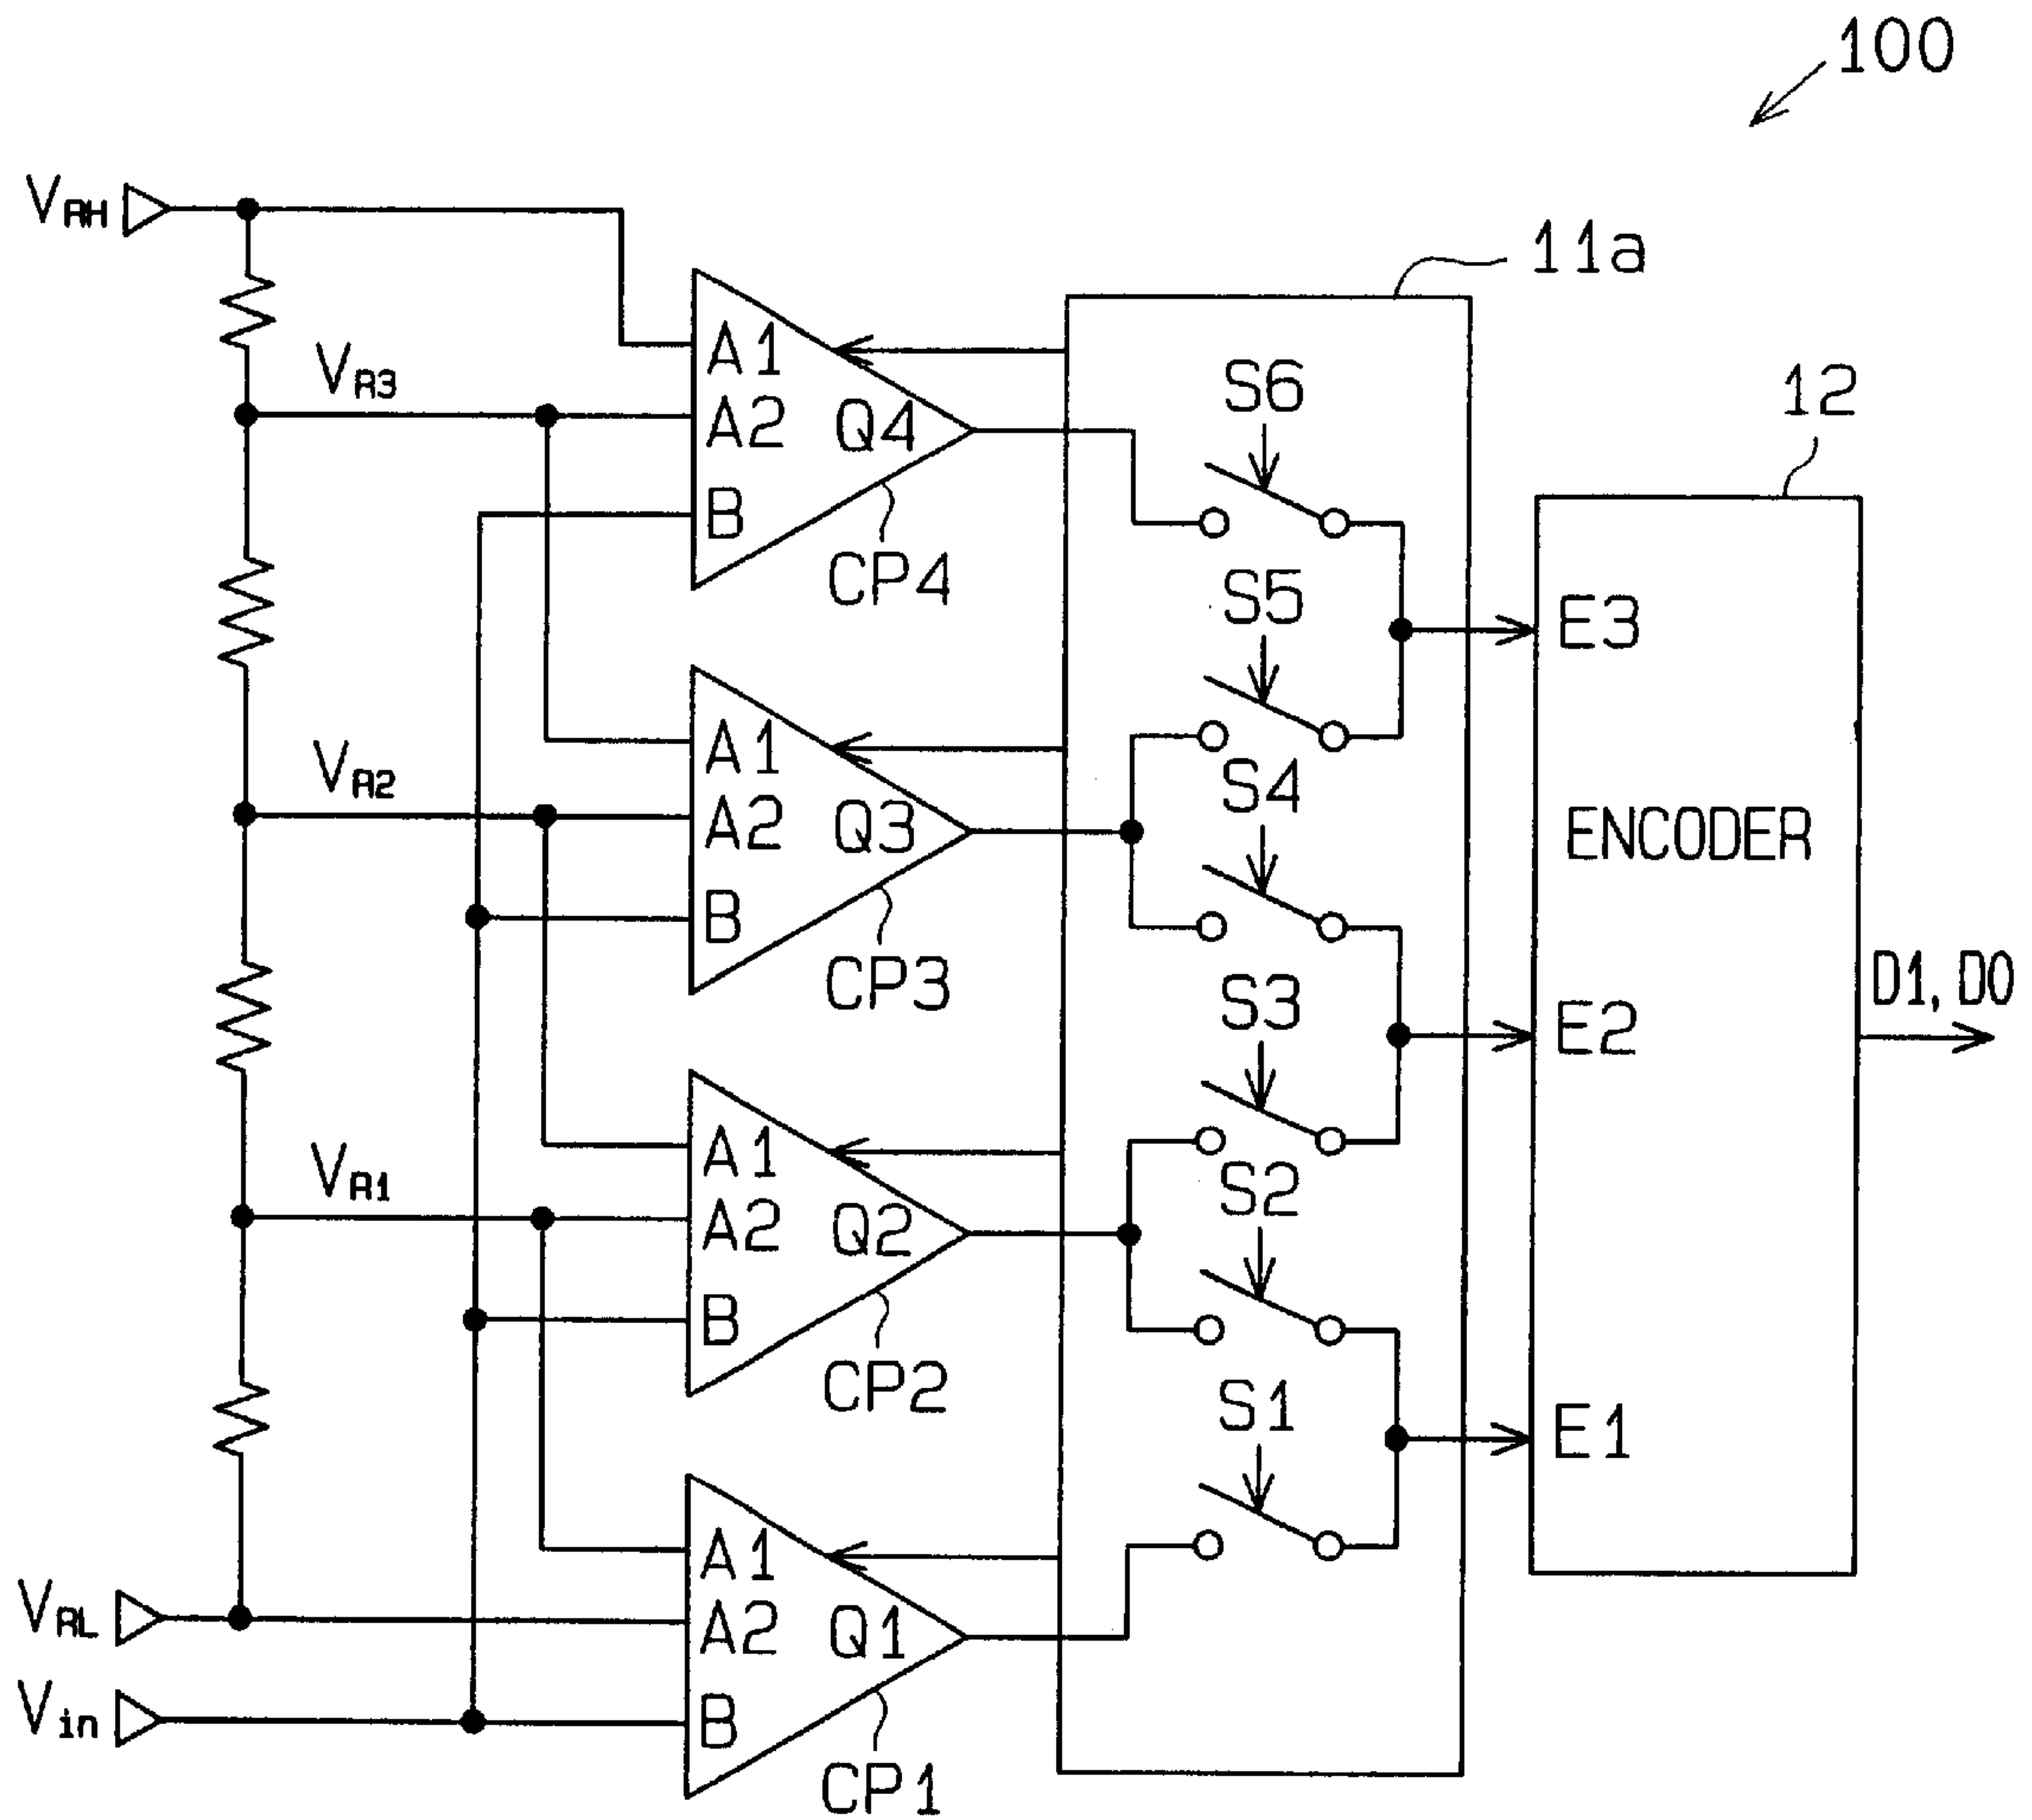 100
VRH
11a
A1
S6
VR3
12
A2
Q4
B
CP4
S5
E3
A1
S4
VR2
A2
Q3
ENCODER
B
CP3
D1, D0
S3
E2
A1
S2
VR1
A2
Q2
B
CP2
S1
E1
A1
VRL
A2
Q1
Vin
B
CP1